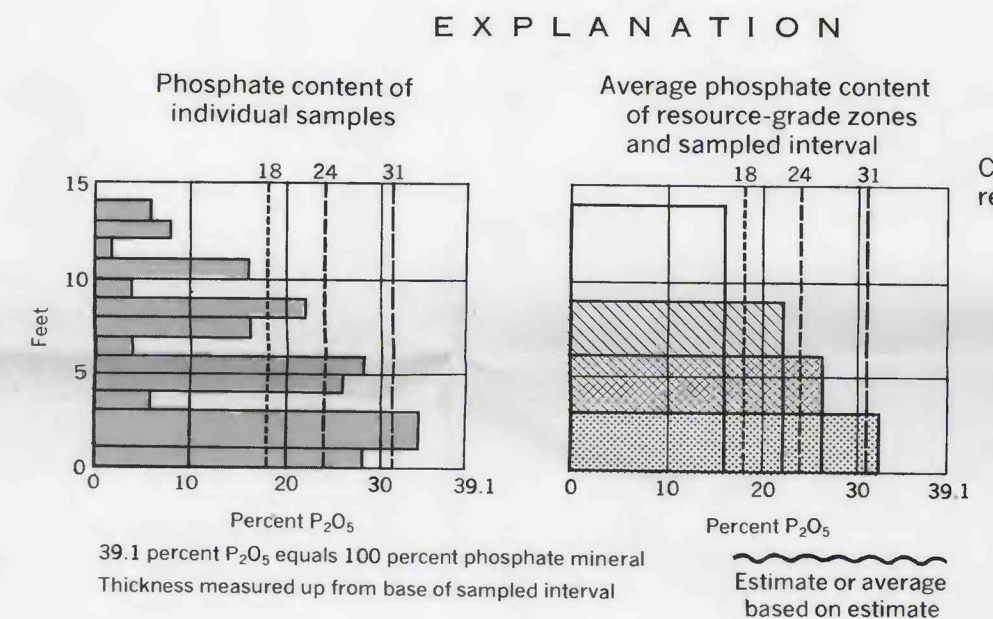 EXPLANATION
Phosphate content of
individual samples
18 24 31
15
10
5
0
Feet
0 10 20 30 39.1
Percent P₂O₅
39.1 percent P₂O₅ equals 100 percent phosphate mineral
Thickness measured up from base of sampled interval
Average phosphate content
of resource-grade zones
and sampled interval
18 24 31
0 10 20 30 39.1
Percent P₂O₅
Estimate or average
based on estimate
C
re